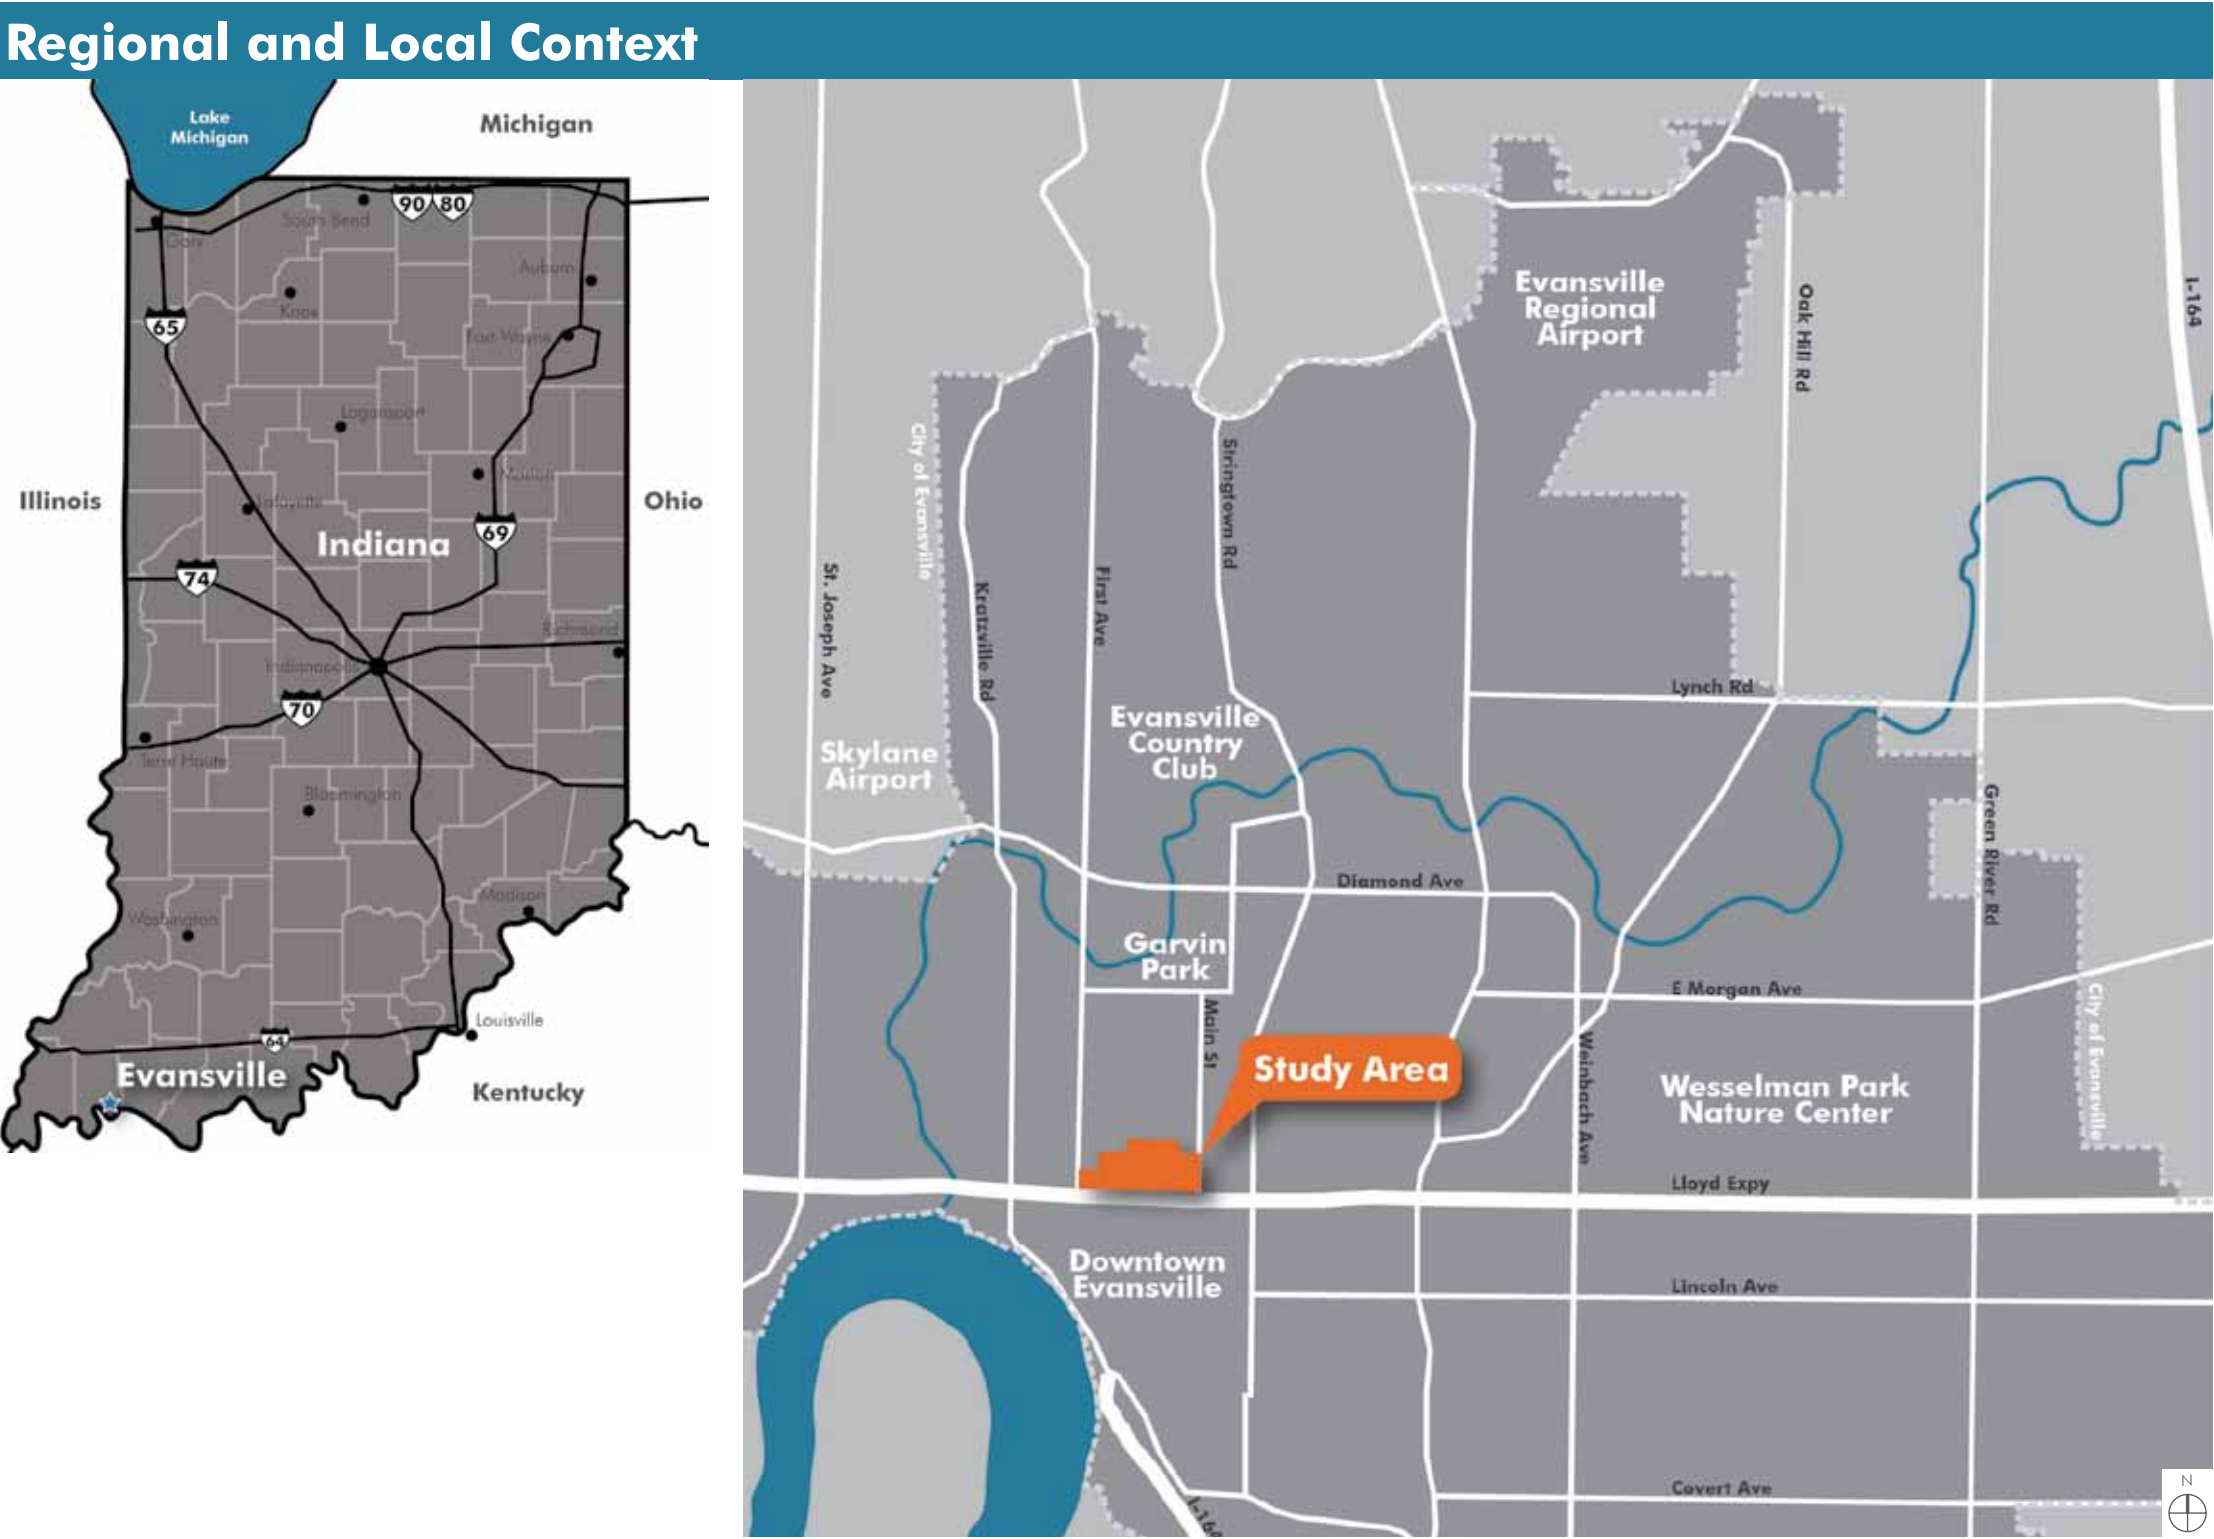 Regional and Local Context
Lake
Michigan
Michigan
90
80
South Bend
Gary
Auburn
Knox
65
Fort Wayne
Logansport
Marion
Illinois
Lafayette
Ohio
69
Indiana
74
Richmond
Indianapolis
70
Terre Haute
Bloomington
Madison
Washington
Louisville
64
Evansville
Kentucky
Evansville
Regional
Airport
Oak Hill Rd
I-164
City of Evansville
Stringtown Rd
St. Joseph Ave
Kratzville Rd
First Ave
Lynch Rd
Evansville
Country
Club
Skylane
Airport
Green River Rd
Diamond Ave
Garvin
Park
E Morgan Ave
Main St
City of Evansville
Study Area
Weinbach Ave
Wesselman Park
Nature Center
Lloyd Expy
Downtown
Evansville
Lincoln Ave
Covert Ave
I-164
N